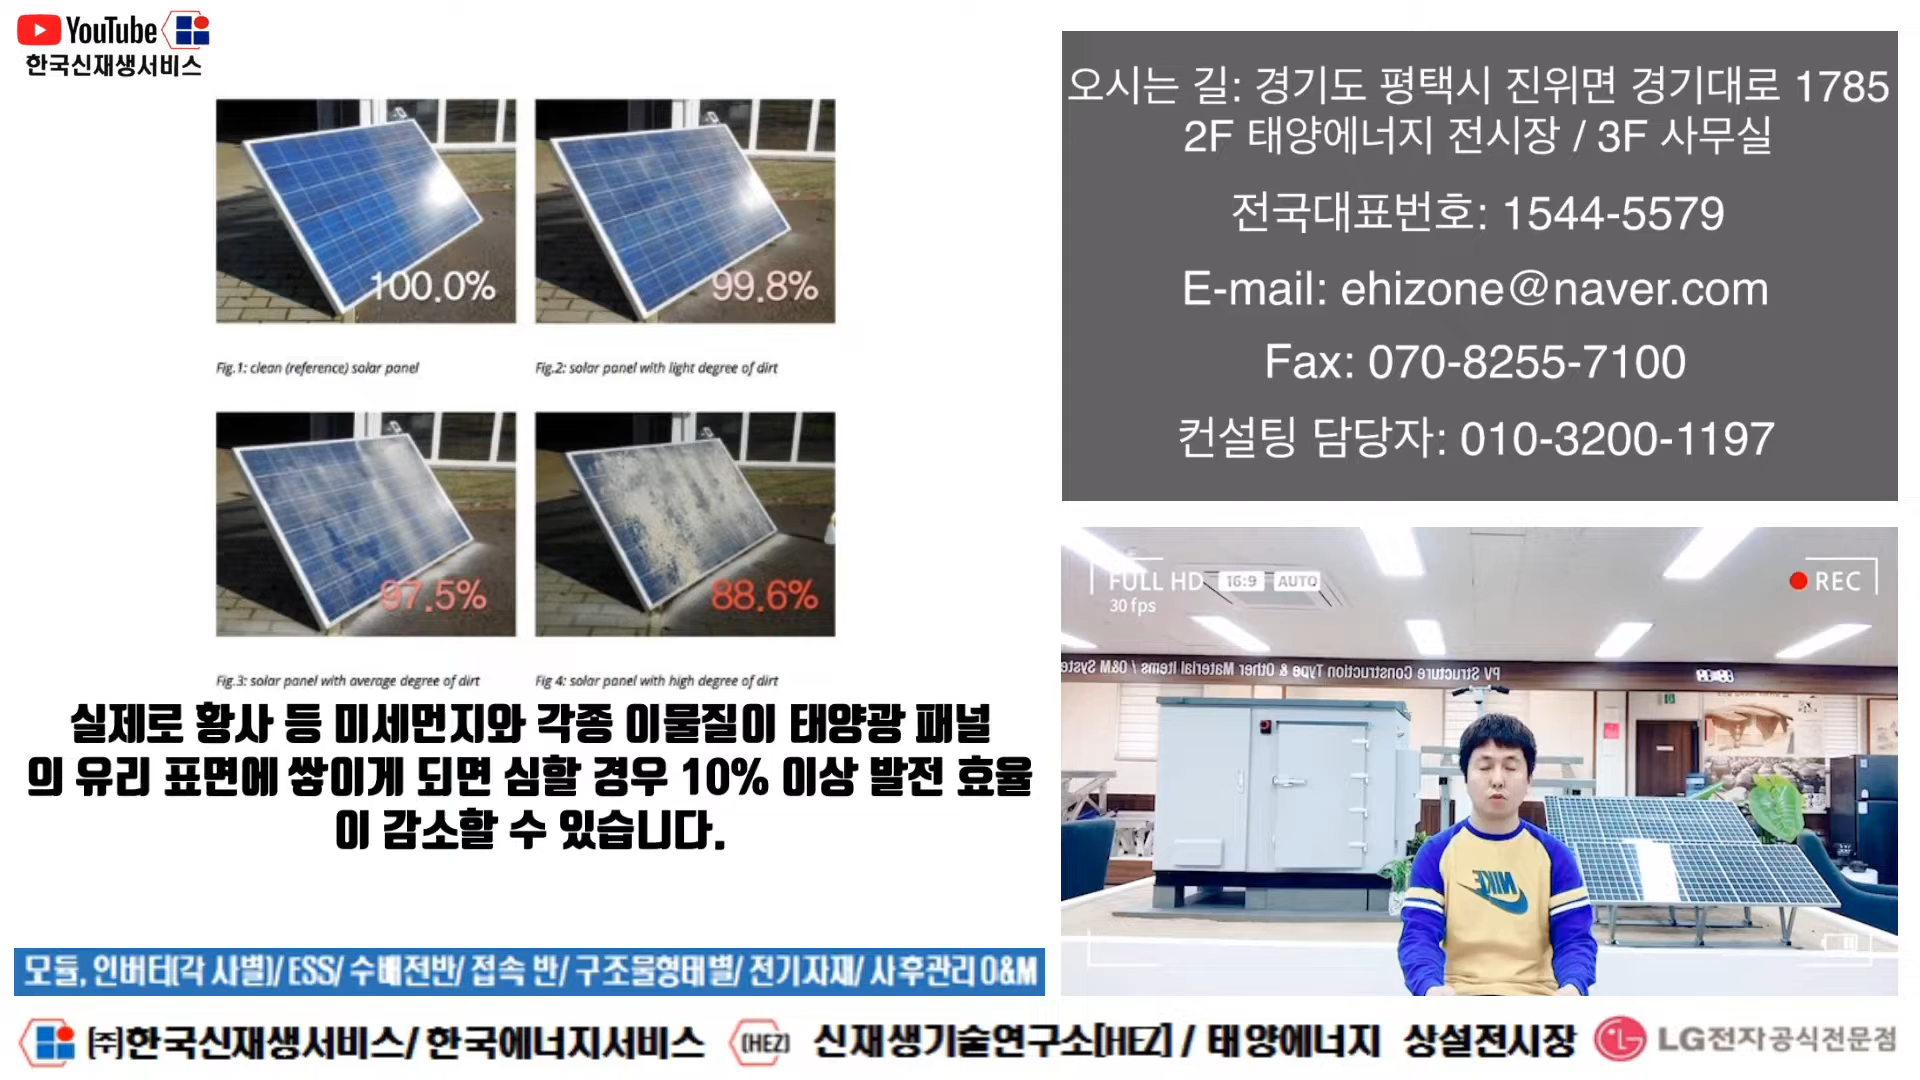 YouTube
한국신재생서비스
100.0%
99.8%
Fig.1: clean (reference) solar panel
Fig.2: solar panel with light degree of dirt
97.5%
88.6%
Fig.3: solar panel with average degree of dirt
Fig 4: solar panel with high degree of dirt
실제로 황사 등 미세먼지와 각종 이물질이 태양광 패널
의 유리 표면에 쌓이게 되면 심할 경우 10% 이상 발전 효율
이 감소할 수 있습니다.
오시는 길: 경기도 평택시 진위면 경기대로 1785
2F 태양에너지 전시장 / 3F 사무실
전국대표번호: 1544-5579
E-mail: ehizone@naver.com
Fax: 070-8255-7100
컨설팅 담당자: 010-3200-1197
FULL HD 16:9 AUTO
30 fps
REC
PV Structure Construction Type & Other Material Items / O&M Syste
NIKE
모듈, 인버터(각 사별)/ ESS/ 수배전반/ 접속 반/ 구조물형태별/ 전기자재/ 사후관리 O&M
㈜한국신재생서비스/ 한국에너지서비스
(HEZ) 신재생기술연구소[HEZ] / 태양에너지 상설전시장
LG전자 공식전문점